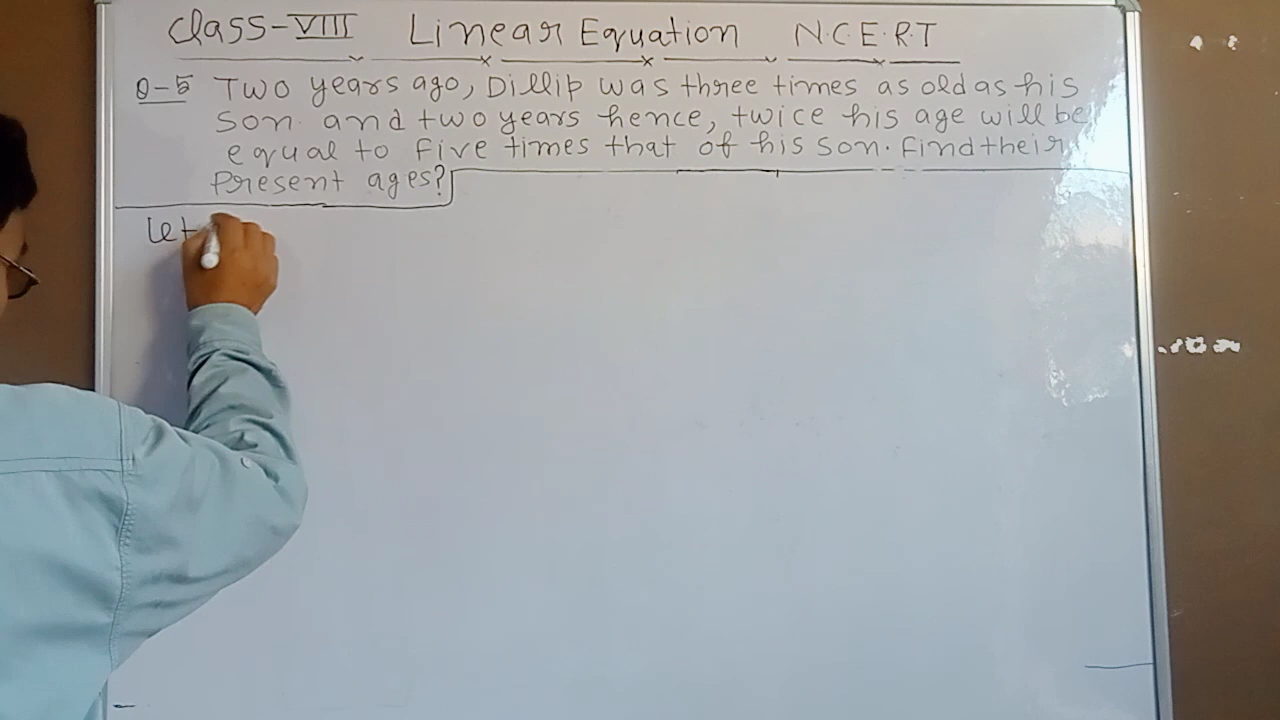 Class-VIII Linear Equation N.C.E.R.T
Q-5 Two years ago, Dillip was three times as old as his
son and two years hence, twice his age will be
equal to five times that of his son. Find their
present ages?
let